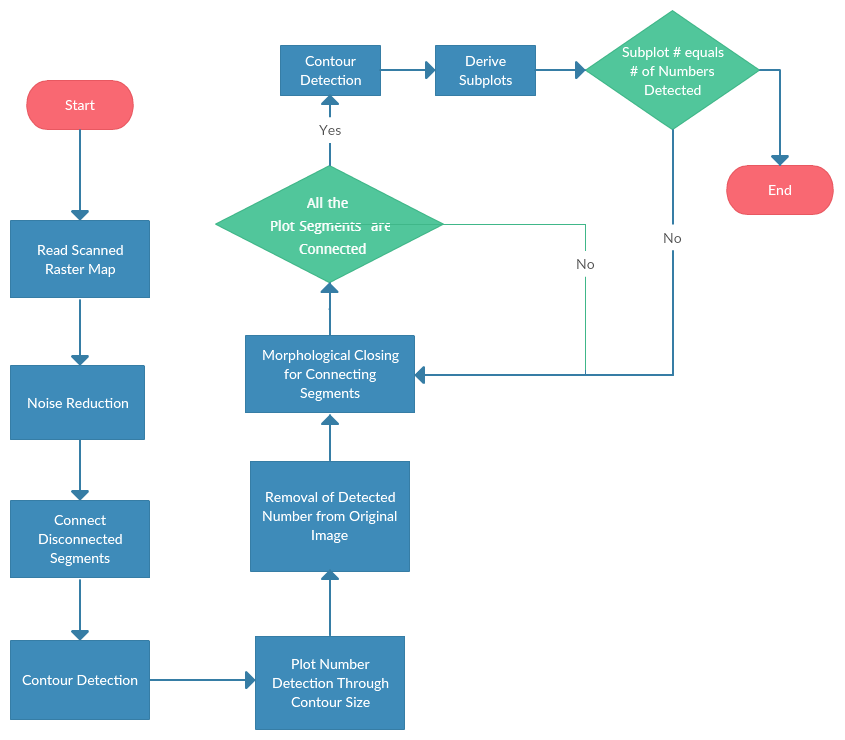 Start
Read Scanned
Raster Map
Noise Reduction
Connect
Disconnected
Segments
Contour Detection
Plot Number
Detection Through
Contour Size
Removal of Detected
Number from Original
Image
Morphological Closing
for Connecting
Segments
All the
Plot Segments are
Connected
No
Yes
Contour
Detection
Derive
Subplots
Subplot # equals
# of Numbers
Detected
No
End